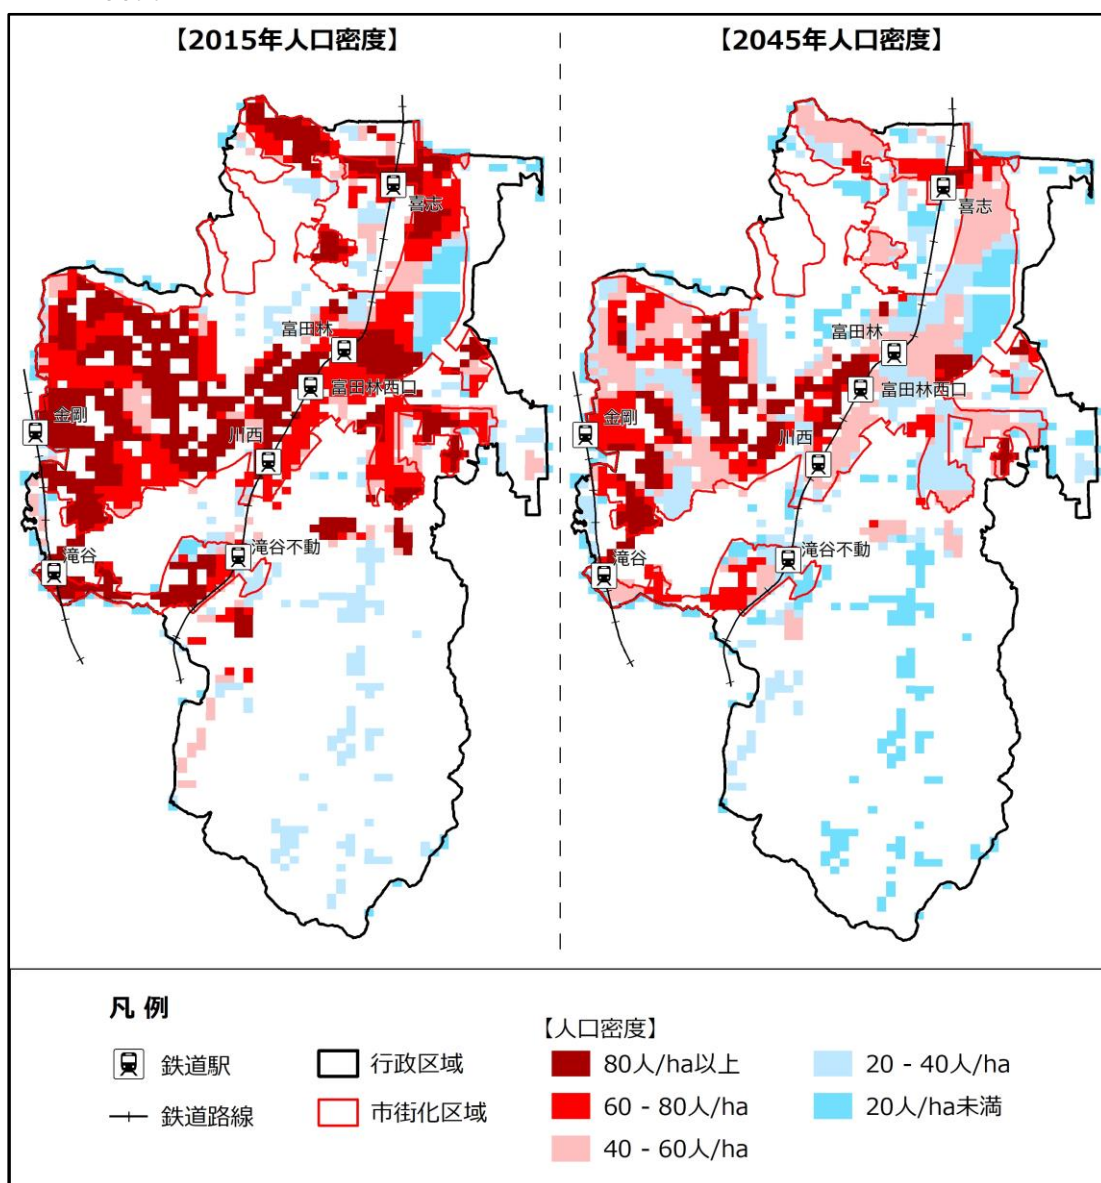 【2015年人口密度】
【2045年人口密度】
喜志
富田林
富田林西口
金剛
川西
滝谷不動
滝谷
喜志
富田林
富田林西口
金剛
川西
滝谷不動
滝谷
凡 例
鉄道駅
行政区域
鉄道路線
市街化区域
【人口密度】
80人/ha以上
60 - 80人/ha
40 - 60人/ha
20 - 40人/ha
20人/ha未満